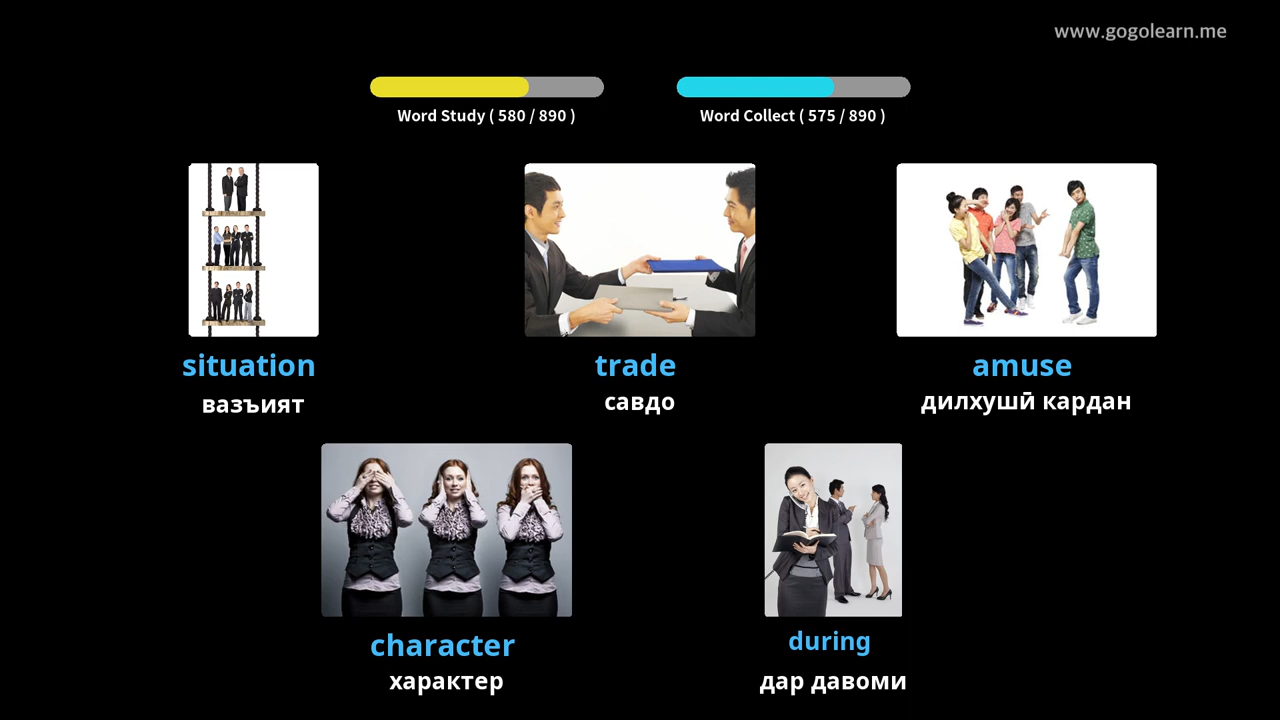 www.gogolearn.me
Word Study ( 580 / 890 )
Word Collect ( 575 / 890 )
situation
вазъият
trade
савдо
amuse
дилхушӣ кардан
character
характер
during
дар давоми